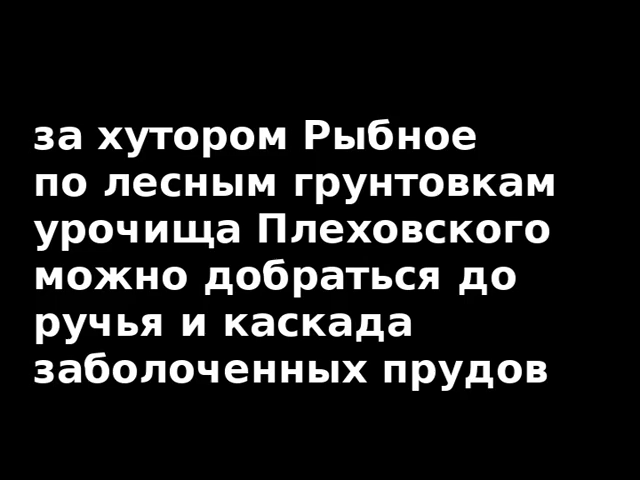 за хутором Рыбное
по лесным грунтовкам
урочища Плеховского
можно добраться до
ручья и каскада
заболоченных прудов